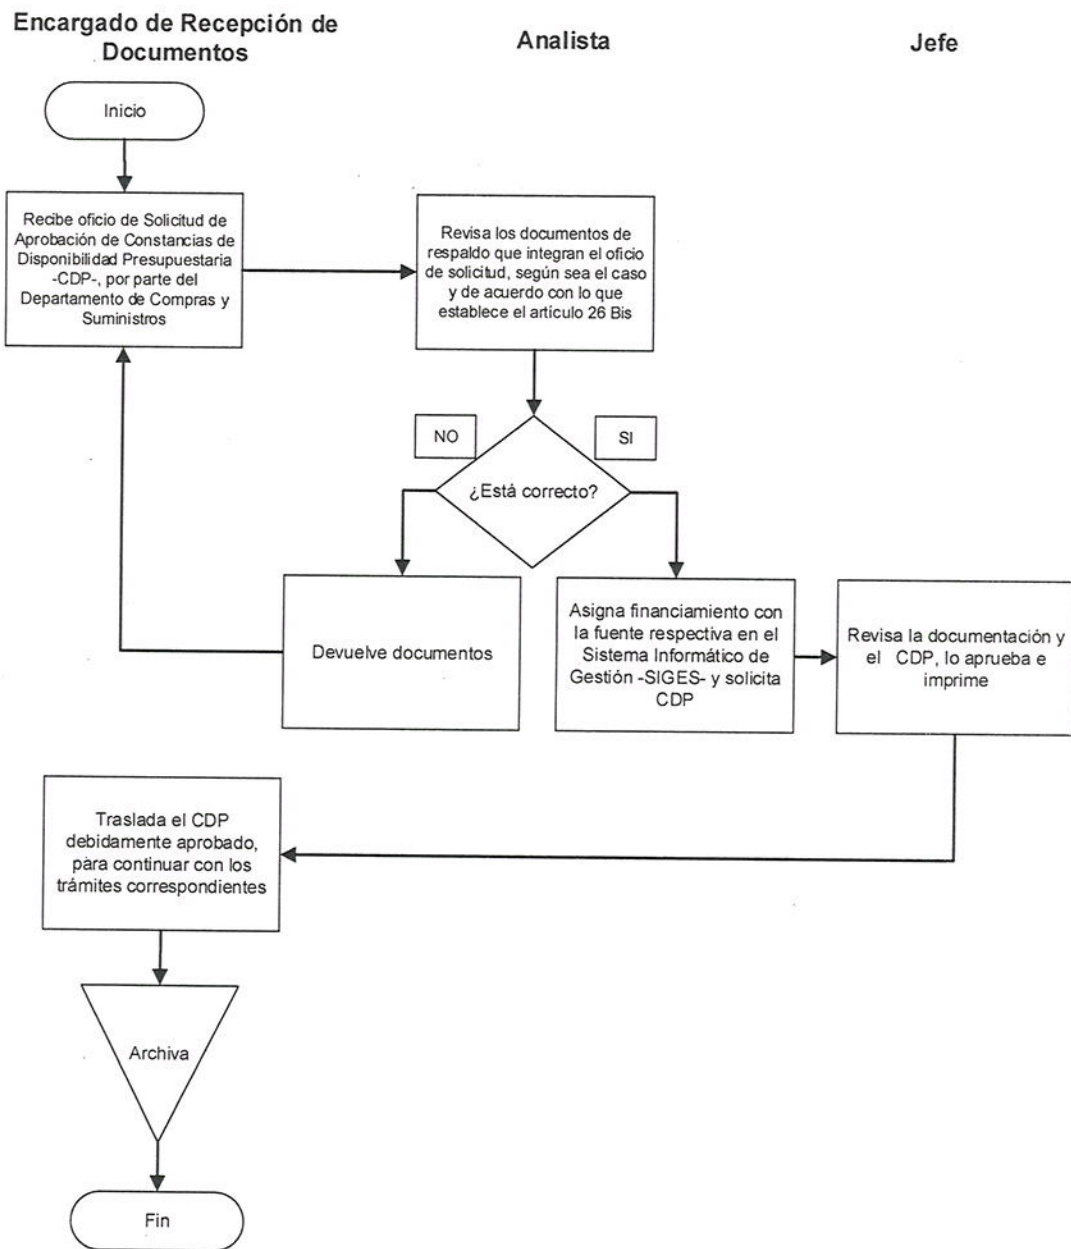 Encargado de Recepción de
Documentos
Analista
Jefe
Inicio
Recibe oficio de Solicitud de
Aprobación de Constancias de
Disponibilidad Presupuestaria
-CDP-, por parte del
Departamento de Compras y
Suministros
Revisa los documentos de
respaldo que integran el oficio
de solicitud, según sea el caso
y de acuerdo con lo que
establece el artículo 26 Bis
NO
SI
¿Está correcto?
Devuelve documentos
Asigna financiamiento con
la fuente respectiva en el
Sistema Informático de
Gestión -SIGES- y solicita
CDP
Revisa la documentación y
el CDP, lo aprueba e
imprime
Traslada el CDP
debidamente aprobado,
para continuar con los
trámites correspondientes
Archiva
Fin